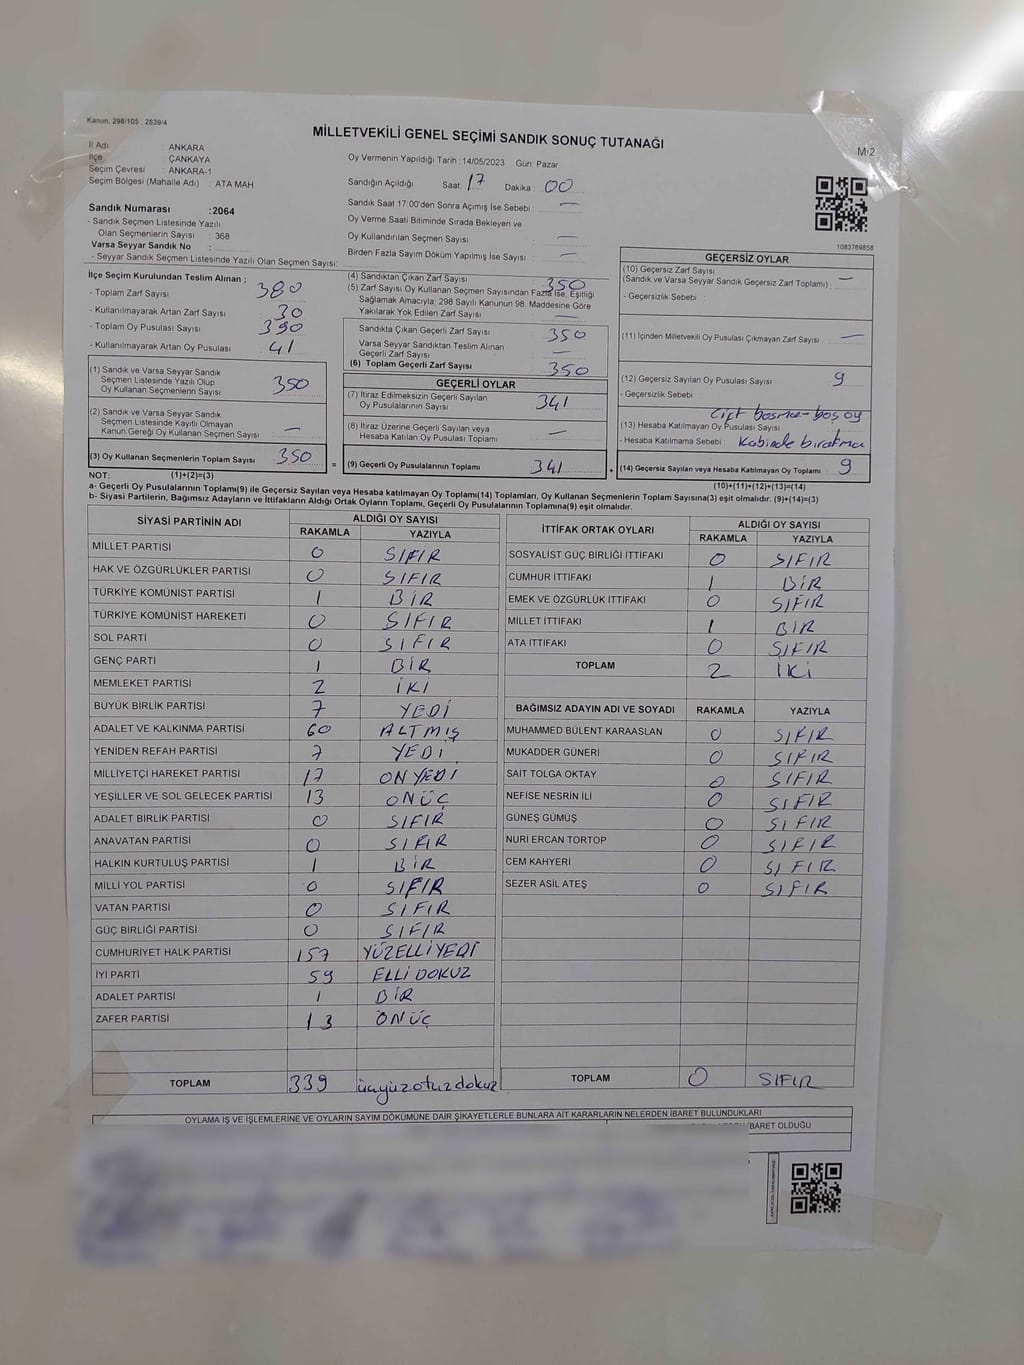 Kanun: 298/105 , 2839/4
MİLLETVEKİLİ GENEL SEÇİMİ SANDIK SONUÇ TUTANAĞI
M-2
İl Adı : ANKARA
İlçe : ÇANKAYA
Seçim Çevresi : ANKARA-1
Seçim Bölgesi (Mahalle Adı) : ATA MAH.
Oy Vermenin Yapıldığı Tarih :14/05/2023 Gün: Pazar
Sandığın Açıldığı Saat: 17 Dakika : 00
Sandık Saat 17:00'den Sonra Açımış İse Sebebi : —
Oy Verme Saati Bitiminde Sırada Bekleyen ve
Oy Kullandırılan Seçmen Sayısı —
Birden Fazla Sayım Döküm Yapılmış İse Sayısı : —
Sandık Numarası :2064
- Sandık Seçmen Listesinde Yazılı
Olan Seçmenlerin Sayısı : 368
Varsa Seyyar Sandık No :
- Seyyar Sandık Seçmen Listesinde Yazılı Olan Seçmen Sayısı:
1083769858
İlçe Seçim Kurulundan Teslim Alınan ;
- Toplam Zarf Sayısı 380
- Kullanılmayarak Artan Zarf Sayısı : 30
- Toplam Oy Pusulası Sayısı : 390
- Kullanılmayarak Artan Oy Pusulası : 41
(1) Sandık ve Varsa Seyyar Sandık
Seçmen Listesinde Yazılı Olup
Oy Kullanan Seçmenlerin Sayısı : 350
(2) Sandık ve Varsa Seyyar Sandık
Seçmen Listesinde Kayıtlı Olmayan
Kanun Gereği Oy Kullanan Seçmen Sayısı : —
(3) Oy Kullanan Seçmenlerin Toplam Sayısı 350
(4) Sandıktan Çıkan Zarf Sayısı : 350
(5) Zarf Sayısı Oy Kullanan Seçmen Sayısından Fazla İse, Eşitliği
Sağlamak Amacıyla: 298 Sayılı Kanunun 98. Maddesine Göre
Yakılarak Yok Edilen Zarf Sayısı : —
Sandıkta Çıkan Geçerli Zarf Sayısı : 350
Varsa Seyyar Sandıktan Teslim Alınan
Geçerli Zarf Sayısı : —
(6) Toplam Geçerli Zarf Sayısı : 350
GEÇERLİ OYLAR
(7) İtiraz Edilmeksizin Geçerli Sayılan
Oy Pusulalarının Sayısı : 341
(8) İtiraz Üzerine Geçerli Sayılan veya
Hesaba Katılan Oy Pusulası Toplamı : —
= (9) Geçerli Oy Pusulalarının Toplamı 341
GEÇERSİZ OYLAR
(10) Geçersiz Zarf Sayısı
(Sandık ve Varsa Seyyar Sandık Geçersiz Zarf Toplamı) : —
- Geçersizlik Sebebi :
(11) İçinden Milletvekili Oy Pusulası Çıkmayan Zarf Sayısı : —
(12) Geçersiz Sayılan Oy Pusulası Sayısı : 9
- Geçersizlik Sebebi :
çift basma - boş oy
(13) Hesaba Katılmayan Oy Pusulası Sayısı :
- Hesaba Katılmama Sebebi : kabinde bırakma
+ (14) Geçersiz Sayılan veya Hesaba Katılmayan Oy Toplamı : 9
NOT: (1)+(2)=(3) (10)+(11)+(12)+(13)=(14)
a- Geçerli Oy Pusulalarının Toplamı(9) ile Geçersiz Sayılan veya Hesaba katılmayan Oy Toplamı(14) Toplamları, Oy Kullanan Seçmenlerin Toplam Sayısına(3) eşit olmalıdır. (9)+(14)=(3)
b- Siyasi Partilerin, Bağımsız Adayların ve İttifakların Aldığı Ortak Oyların Toplamı, Geçerli Oy Pusulalarının Toplamına(9) eşit olmalıdır.
SİYASİ PARTİNİN ADI ALDIĞI OY SAYISI
RAKAMLA YAZIYLA
MİLLET PARTİSİ 0 SIFIR
HAK VE ÖZGÜRLÜKLER PARTİSİ 0 SIFIR
TÜRKİYE KOMÜNİST PARTİSİ 1 BİR
TÜRKİYE KOMÜNİST HAREKETİ 0 SIFIR
SOL PARTİ 0 SIFIR
GENÇ PARTİ 1 BİR
MEMLEKET PARTİSİ 2 İKİ
BÜYÜK BİRLİK PARTİSİ 7 YEDİ
ADALET VE KALKINMA PARTİSİ 60 ALTMIŞ
YENİDEN REFAH PARTİSİ 7 YEDİ
MİLLİYETÇİ HAREKET PARTİSİ 17 ONYEDİ
YEŞİLLER VE SOL GELECEK PARTİSİ 13 ONÜÇ
ADALET BİRLİK PARTİSİ 0 SIFIR
ANAVATAN PARTİSİ 0 SIFIR
HALKIN KURTULUŞ PARTİSİ 1 BİR
MİLLİ YOL PARTİSİ 0 SIFIR
VATAN PARTİSİ 0 SIFIR
GÜÇ BİRLİĞİ PARTİSİ 0 SIFIR
CUMHURİYET HALK PARTİSİ 157 YÜZELLİYEDİ
İYİ PARTİ 59 ELLİDOKUZ
ADALET PARTİSİ 1 BİR
ZAFER PARTİSİ 13 ONÜÇ
TOPLAM 339 üçyüzotuzdokuz
İTTİFAK ORTAK OYLARI ALDIĞI OY SAYISI
RAKAMLA YAZIYLA
SOSYALİST GÜÇ BİRLİĞİ İTTİFAKI 0 SIFIR
CUMHUR İTTİFAKI 1 BİR
EMEK VE ÖZGÜRLÜK İTTİFAKI 0 SIFIR
MİLLET İTTİFAKI 1 BİR
ATA İTTİFAKI 0 SIFIR
TOPLAM 2 İKİ
BAĞIMSIZ ADAYIN ADI VE SOYADI RAKAMLA YAZIYLA
MUHAMMED BÜLENT KARAASLAN 0 SIFIR
MUKADDER GÜNERİ 0 SIFIR
SAİT TOLGA OKTAY 0 SIFIR
NEFİSE NESRİN İLİ 0 SIFIR
GÜNEŞ GÜMÜŞ 0 SIFIR
NURİ ERCAN TORTOP 0 SIFIR
CEM KAHYERİ 0 SIFIR
SEZER ASİL ATEŞ 0 SIFIR
TOPLAM 0 SIFIR
OYLAMA İŞ VE İŞLEMLERİNE VE OYLARIN SAYIM DÖKÜMÜNE DAİR ŞİKAYETLERLE BUNLARA AİT KARARLARIN NELERDEN İBARET BULUNDUKLARI
İBARET OLDUĞU